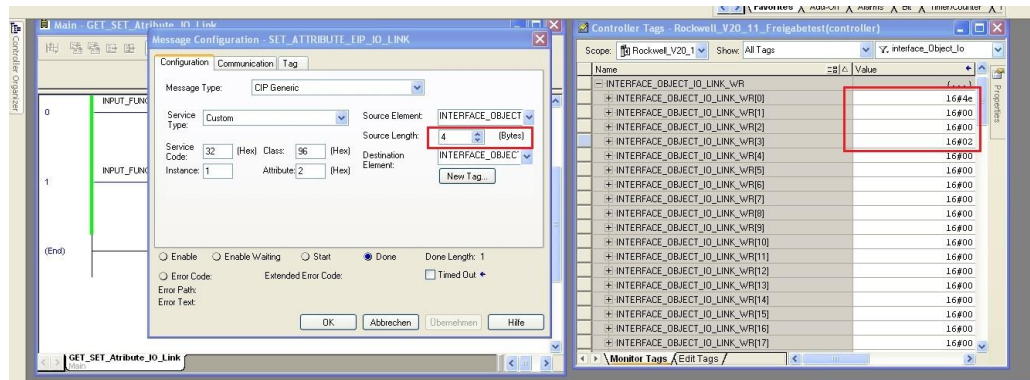 Favorites Add-On Alarms Bit Timer/Counter
Main - GET_SET_Atribute_IO_Link
Controller Organizer
0
INPUT_FUN
1
INPUT_FUN
(End)
GET_SET_Atribute_IO_Link
Main
Message Configuration - SET_ATTRIBUTE_EIP_IO_LINK
Configuration Communication Tag
Message Type: CIP Generic
Service Type: Custom
Source Element: INTERFACE_OBJECT
Source Length: 4 (Bytes)
Service Code: 32 (Hex) Class: 96 (Hex)
Destination Element: INTERFACE_OBJEC
Instance: 1 Attribute: 2 (Hex)
New Tag...
Enable Enable Waiting Start Done Done Length: 1
Error Code: Extended Error Code: Timed Out
Error Path:
Error Text:
OK Abbrechen Übernehmen Hilfe
Controller Tags - Rockwell_V20_11_Freigabetest(controller)
Scope: Rockwell_V20_1 Show: All Tags interface_Object_Io
Name Value
INTERFACE_OBJECT_IO_LINK_WR {...}
INTERFACE_OBJECT_IO_LINK_WR[0] 16#4e
INTERFACE_OBJECT_IO_LINK_WR[1] 16#00
INTERFACE_OBJECT_IO_LINK_WR[2] 16#00
INTERFACE_OBJECT_IO_LINK_WR[3] 16#02
INTERFACE_OBJECT_IO_LINK_WR[4] 16#00
INTERFACE_OBJECT_IO_LINK_WR[5] 16#00
INTERFACE_OBJECT_IO_LINK_WR[6] 16#00
INTERFACE_OBJECT_IO_LINK_WR[7] 16#00
INTERFACE_OBJECT_IO_LINK_WR[8] 16#00
INTERFACE_OBJECT_IO_LINK_WR[9] 16#00
INTERFACE_OBJECT_IO_LINK_WR[10] 16#00
INTERFACE_OBJECT_IO_LINK_WR[11] 16#00
INTERFACE_OBJECT_IO_LINK_WR[12] 16#00
INTERFACE_OBJECT_IO_LINK_WR[13] 16#00
INTERFACE_OBJECT_IO_LINK_WR[14] 16#00
INTERFACE_OBJECT_IO_LINK_WR[15] 16#00
INTERFACE_OBJECT_IO_LINK_WR[16] 16#00
INTERFACE_OBJECT_IO_LINK_WR[17] 16#00
Monitor Tags Edit Tags
Properties